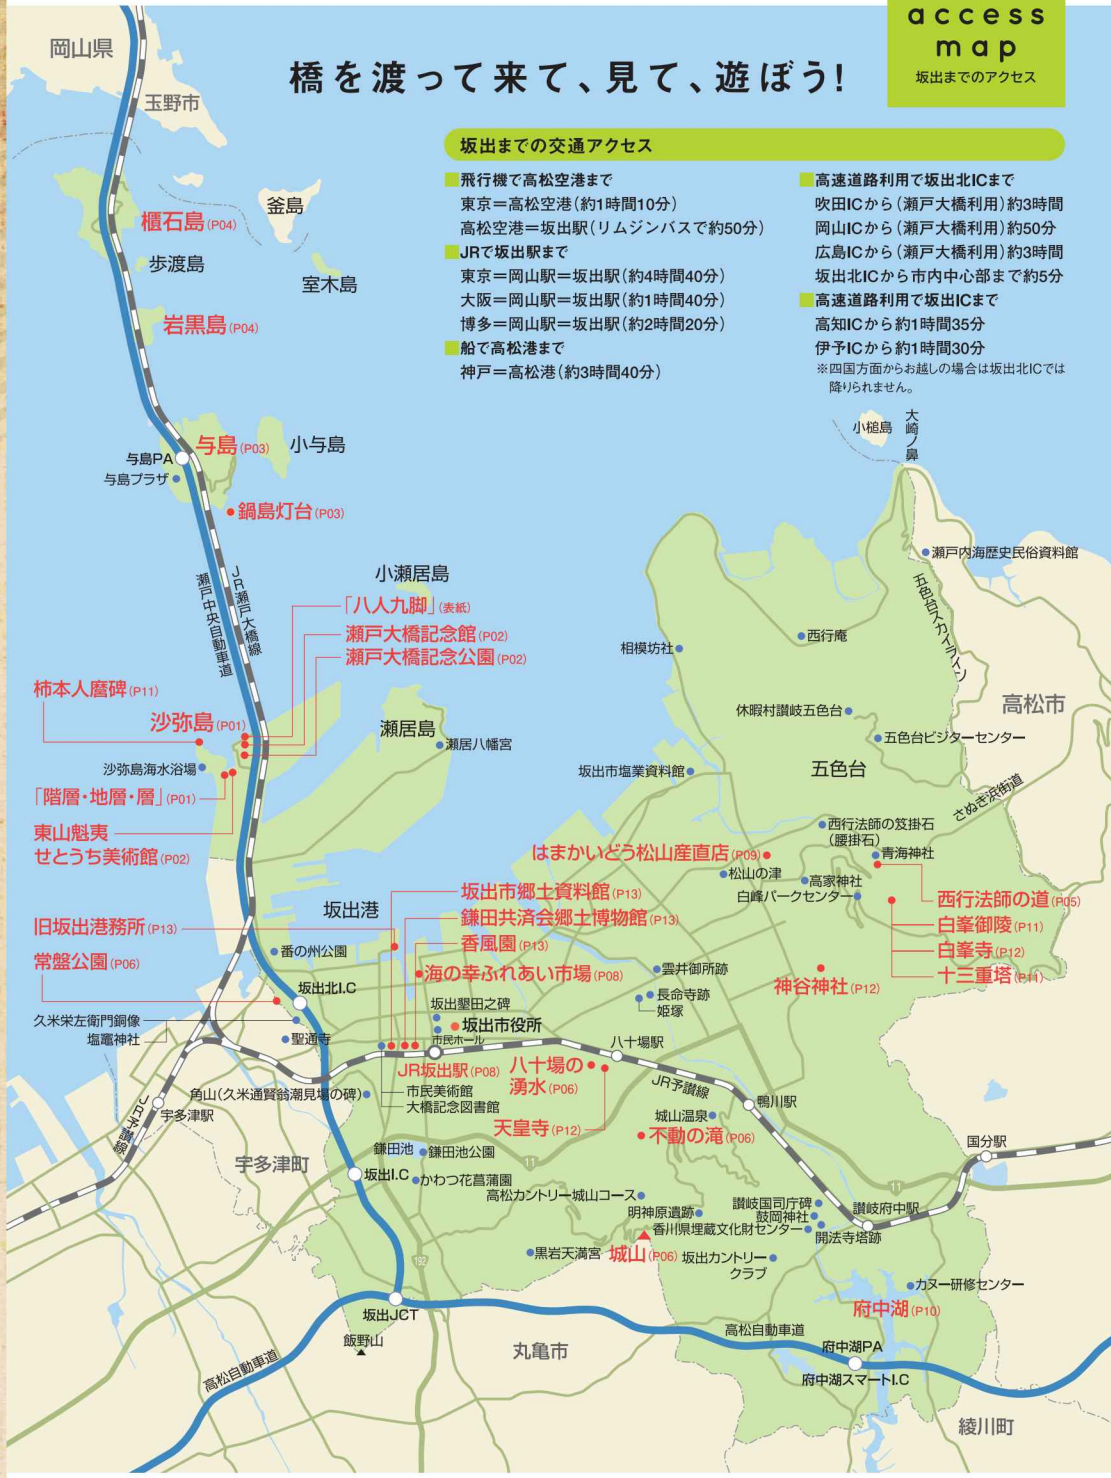 access
map
坂出までのアクセス
橋を渡って来て、見て、遊ぼう!
坂出までの交通アクセス
■飛行機で高松空港まで
東京＝高松空港(約1時間10分)
高松空港＝坂出駅(リムジンバスで約50分)
■JRで坂出駅まで
東京＝岡山駅＝坂出駅(約4時間40分)
大阪＝岡山駅＝坂出駅(約1時間40分)
博多＝岡山駅＝坂出駅(約2時間20分)
■船で高松港まで
神戸＝高松港(約3時間40分)
■高速道路利用で坂出北ICまで
吹田ICから(瀬戸大橋利用)約3時間
岡山ICから(瀬戸大橋利用)約50分
広島ICから(瀬戸大橋利用)約3時間
坂出北ICから市内中心部まで約5分
■高速道路利用で坂出ICまで
高知ICから約1時間35分
伊予ICから約1時間30分
※四国方面からお越しの場合は坂出北ICでは
降りられません。
岡山県
玉野市
櫃石島(P04)
釜島
歩渡島
室木島
岩黒島(P04)
与島(P03)
小与島
与島PA
与島プラザ
鍋島灯台(P03)
小槌島
大崎ノ鼻
瀬戸内海歴史民俗資料館
五色台スカイライン
JR瀬戸大橋線
瀬戸中央自動車道
小瀬居島
「八人九脚」(表紙)
瀬戸大橋記念館(P02)
瀬戸大橋記念公園(P02)
西行庵
相模坊社
柿本人麿碑(P11)
沙弥島(P01)
瀬居島
瀬居八幡宮
休暇村讃岐五色台
高松市
五色台ビジターセンター
沙弥島海水浴場
坂出市塩業資料館
五色台
「階層・地層・層」(P01)
さぬき浜街道
東山魁夷
せとうち美術館(P02)
西行法師の笈掛石
(腰掛石)
はまかいどう松山産直店(P09)
青海神社
松山の津
高家神社
白峰パークセンター
西行法師の道(P05)
白峯御陵(P11)
白峯寺(P12)
十三重塔(P11)
坂出市郷土資料館(P13)
坂出港
鎌田共済会郷土博物館(P13)
旧坂出港務所(P13)
香風園(P13)
番の州公園
常盤公園(P06)
海の幸ふれあい市場(P08)
雲井御所跡
神谷神社(P12)
坂出北I.C
坂出墾田之碑
長命寺跡
姫塚
久米栄左衛門銅像
塩竈神社
坂出市役所
市民ホール
聖通寺
八十場駅
JR坂出駅(P08)
八十場の
湧水(P06)
JR予讃線
角山(久米通賢翁潮見場の碑)
市民美術館
大橋記念図書館
鴨川駅
JR予讃線
宇多津駅
城山温泉
天皇寺(P12)
不動の滝(P06)
国分駅
宇多津町
鎌田池
鎌田池公園
11
坂出I.C
かわつ花菖蒲園
11
高松カントリー城山コース
讃岐国司庁碑
讃岐府中駅
明神原遺跡
鼓岡神社
香川県埋蔵文化財センター
開法寺塔跡
黒岩天満宮
城山(P06)
坂出カントリー
クラブ
192
カヌー研修センター
府中湖(P10)
坂出JCT
高松自動車道
飯野山
丸亀市
府中湖PA
高松自動車道
府中湖スマートI.C
綾川町